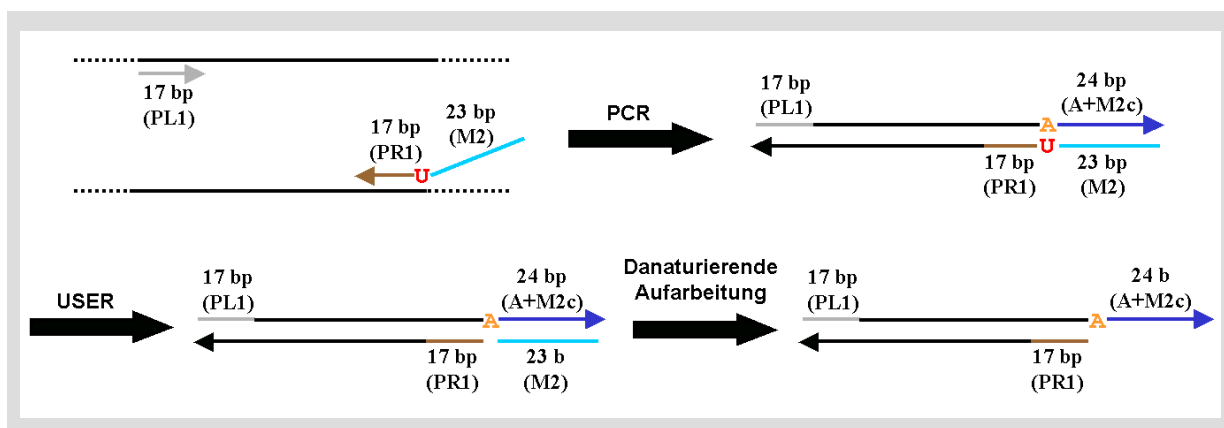 17 bp
(PL1)
17 bp
(PR1)
U
23 bp
(M2)
PCR
17 bp
(PL1)
24 bp
(A+M2c)
A
U
17 bp
(PR1)
23 bp
(M2)
USER
17 bp
(PL1)
24 bp
(A+M2c)
A
17 bp
(PR1)
23 b
(M2)
Danaturierende
Aufarbeitung
17 bp
(PL1)
24 b
(A+M2c)
A
17 bp
(PR1)